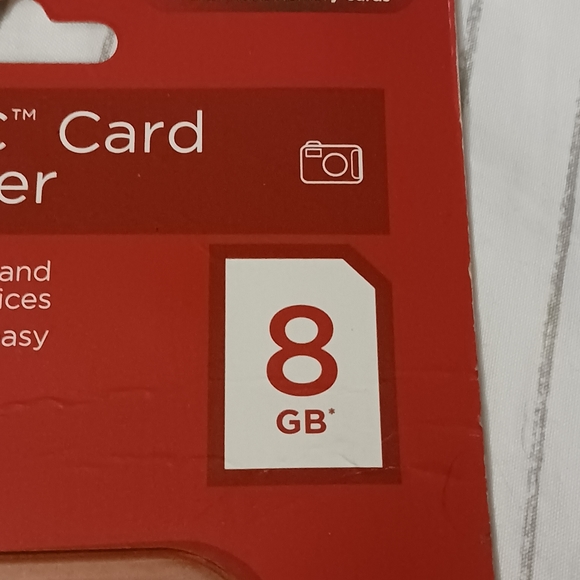 C™ Card
er
and
ices
asy
8
GB*